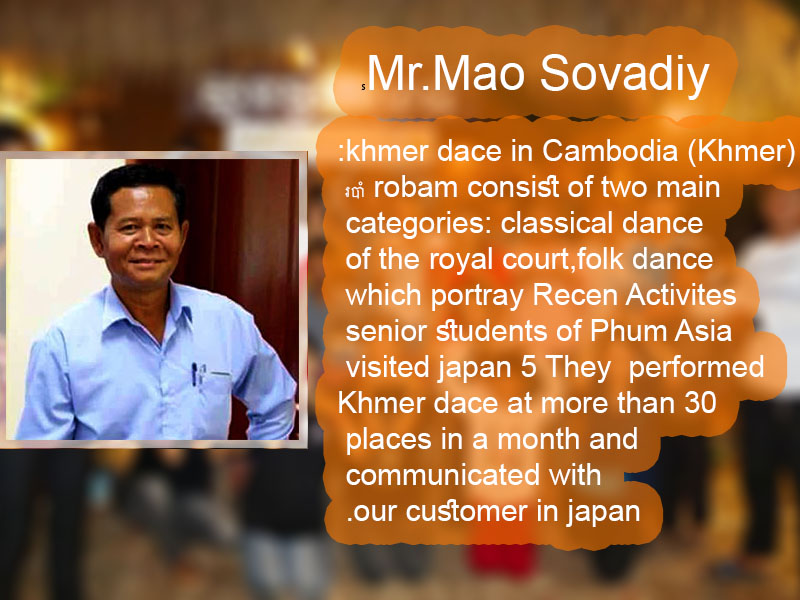 sMr.Mao Sovadiy
:khmer dace in Cambodia (Khmer)
របាំ robam consist of two main
categories: classical dance
of the royal court,folk dance
which portray Recen Activites
senior students of Phum Asia
visited japan 5 They performed
Khmer dace at more than 30
places in a month and
communicated with
.our customer in japan